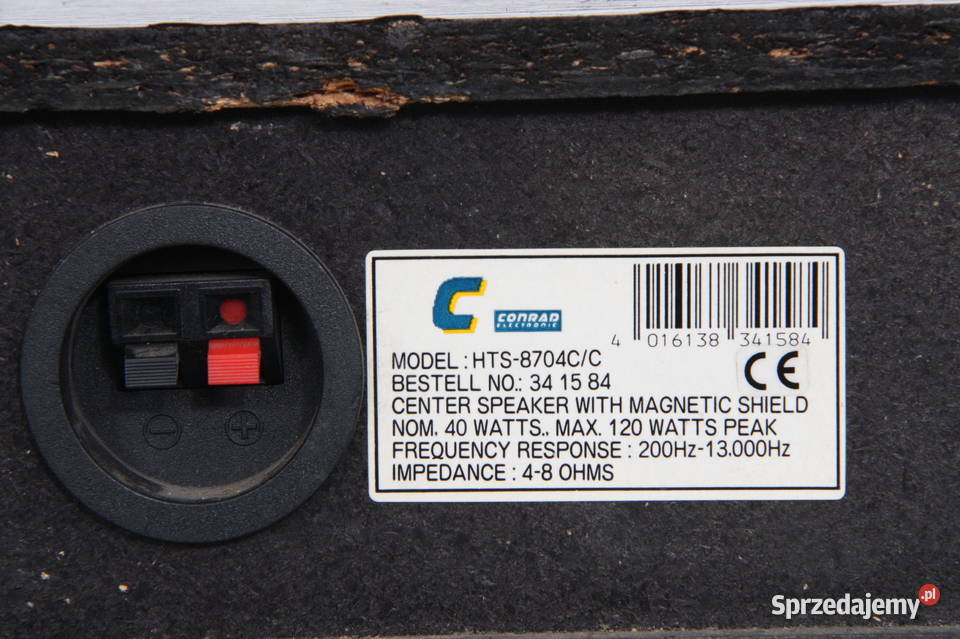 C
CONRAD
ELECTRONIC
4 016138 341584
MODEL : HTS-8704C/C
CE
BESTELL NO.: 34 15 84
CENTER SPEAKER WITH MAGNETIC SHIELD
NOM. 40 WATTS., MAX. 120 WATTS PEAK
FREQUENCY RESPONSE : 200Hz-13.000Hz
IMPEDANCE : 4-8 OHMS
- +
Sprzedajemy.pl